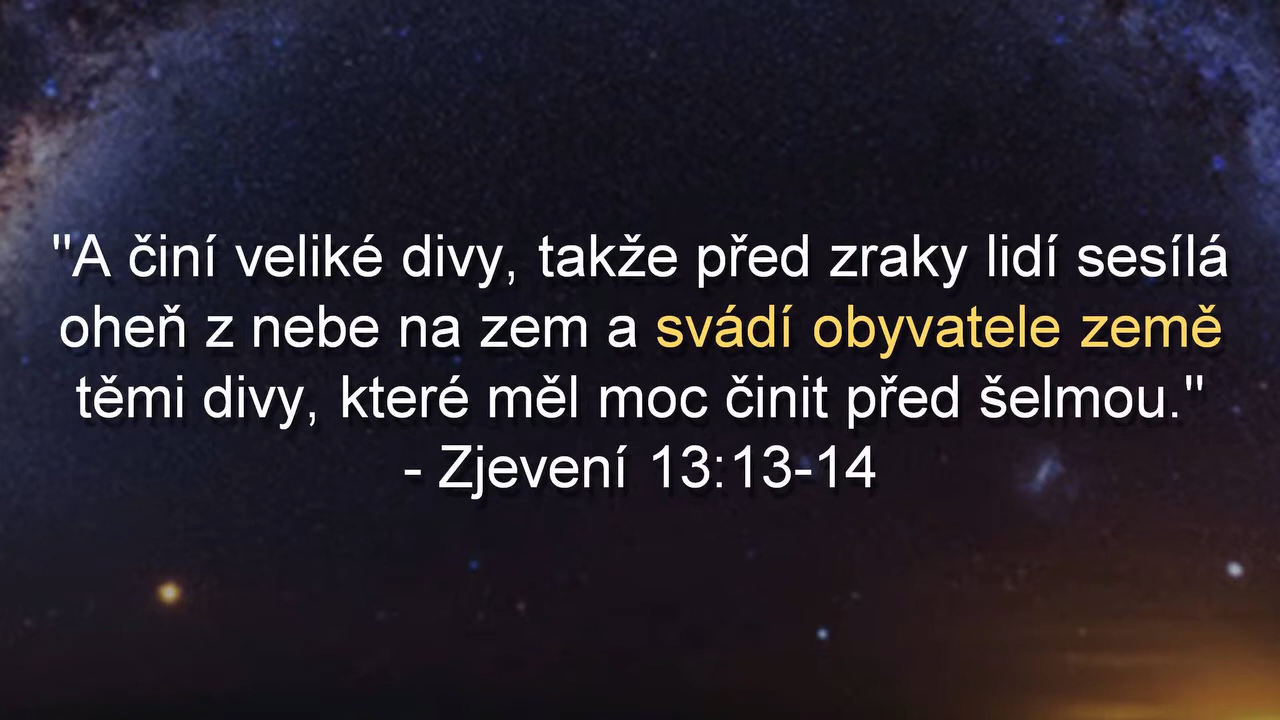 "A činí veliké divy, takže před zraky lidí sesílá
oheň z nebe na zem a svádí obyvatele země
těmi divy, které měl moc činit před šelmou."
- Zjevení 13:13-14